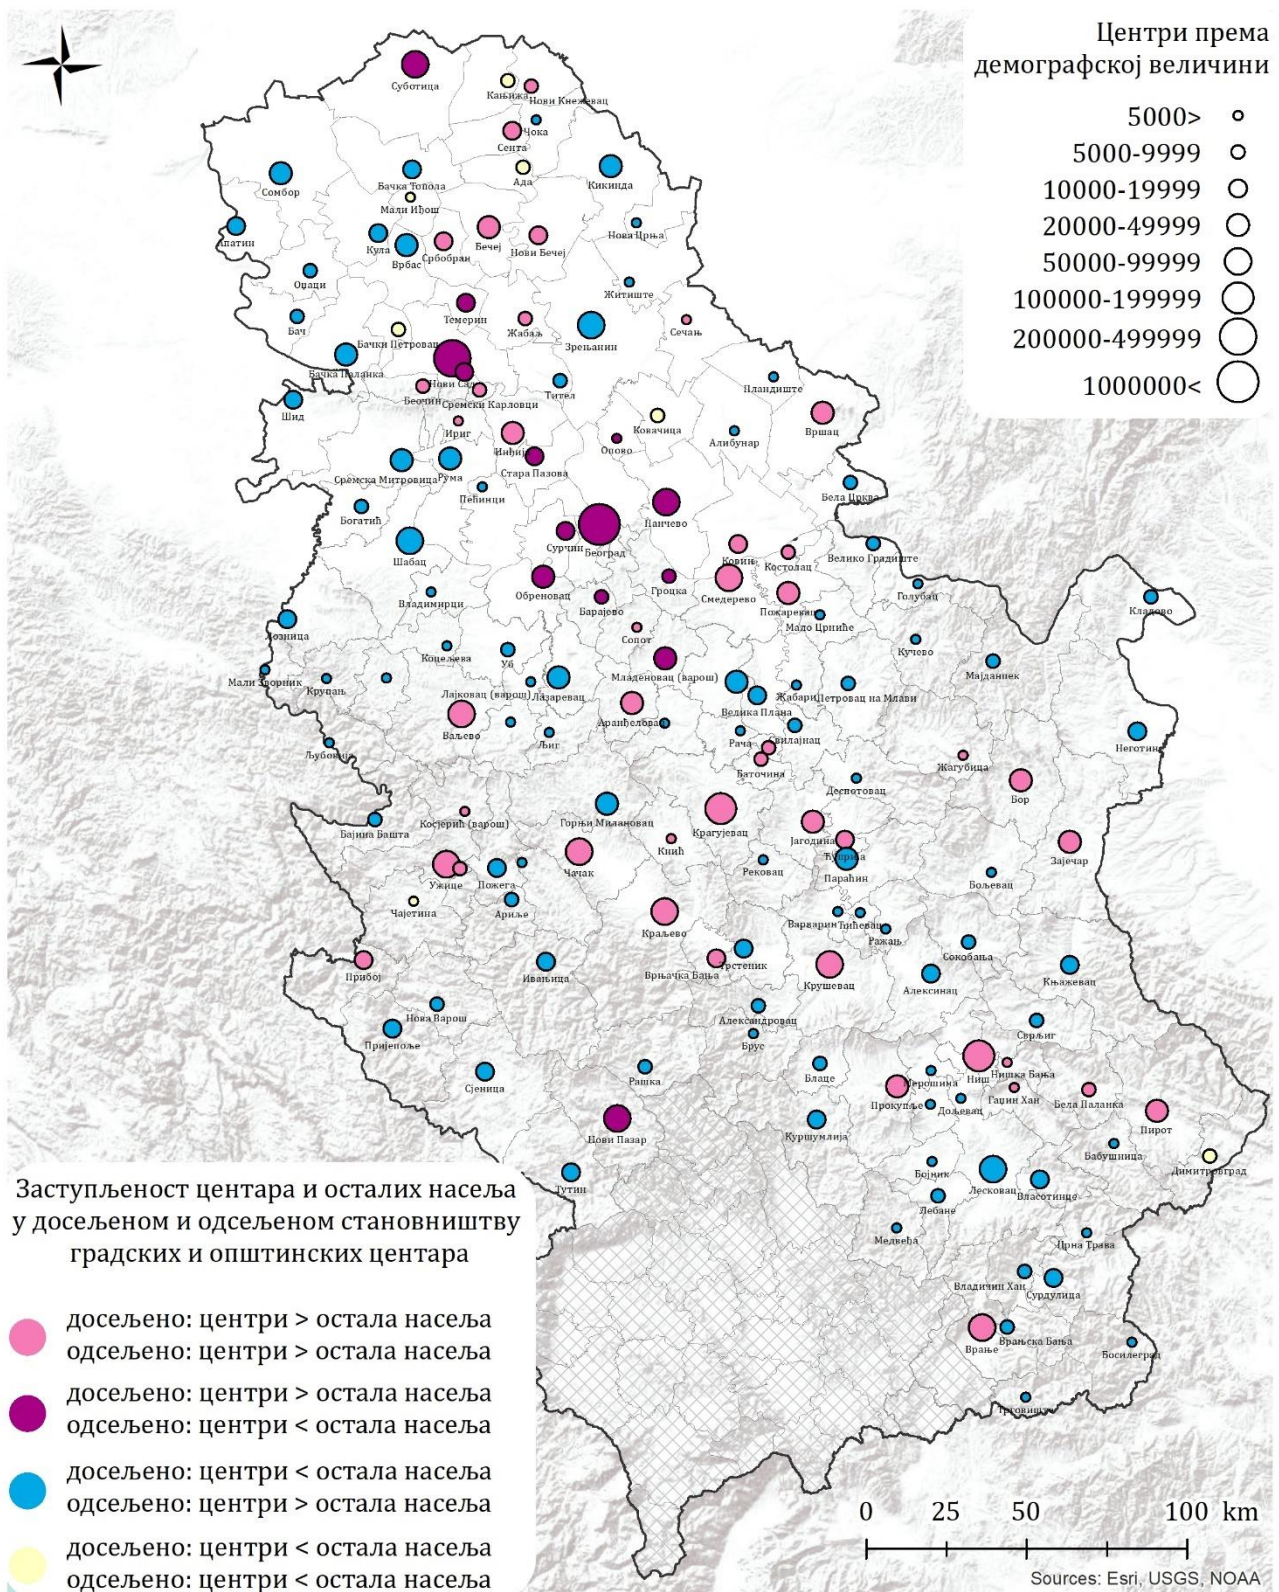 Центри према
демографској величини
5000>
5000-9999
10000-19999
20000-49999
50000-99999
100000-199999
200000-499999
1000000<
Суботица
Кањижа
Нови Кнежевац
Чока
Сента
Сомбор
Бачка Топола
Ада
Кикинда
Мали Иђош
Апатин
Кула
Врбас
Србобран
Бечеј
Нови Бечеј
Нова Црња
Оџаци
Житиште
Бач
Темерин
Жабаљ
Зрењанин
Сечањ
Бачки Петровац
Бачка Паланка
Нови Сад
Беочин
Сремски Карловци
Тител
Пландиште
Шид
Ириг
Инђија
Ковачица
Опово
Алибунар
Вршац
Стара Пазова
Сремска Митровица
Рума
Пећинци
Бела Црква
Богатић
Панчево
Сурчин
Београд
Шабац
Ковин
Костолац
Велико Градиште
Обреновац
Гроцка
Смедерево
Пожаревац
Голубац
Кладово
Владимирци
Барајево
Мало Црниће
Лозница
Сопот
Кучево
Коцељева
Уб
Младеновац (варош)
Мајданпек
Мали Зворник
Крупањ
Лајковац (варош)
Лазаревац
Велика Плана
Жабари
Петровац на Млави
Ваљево
Аранђеловац
Љиг
Рача
Свилајнац
Неготин
Љубовија
Баточина
Жагубица
Деспотовац
Бор
Бајина Башта
Косјерић (варош)
Горњи Милановац
Крагујевац
Јагодина
Кнић
Ћуприја
Зајечар
Ужице
Пожега
Чачак
Рековац
Параћин
Бољевац
Чајетина
Ариље
Краљево
Варварин
Ћићевац
Ражањ
Прибој
Ивањица
Врњачка Бања
Трстеник
Крушевац
Алексинац
Сокобања
Књажевац
Нова Варош
Александровац
Пријепоље
Брус
Сврљиг
Сјеница
Рашка
Блаце
Мерошина
Ниш
Нишка Бања
Прокупље
Дољевац
Гаџин Хан
Бела Паланка
Нови Пазар
Куршумлија
Пирот
Бабушница
Димитровград
Тутин
Бојник
Лесковац
Власотинце
Лебане
Медвеђа
Црна Трава
Владичин Хан
Сурдулица
Врање
Врањска Бања
Босилеград
Трговиште
Заступљеност центара и осталих насеља
у досељеном и одсељеном становништву
градских и општинских центара
досељено: центри > остала насеља
одсељено: центри > остала насеља
досељено: центри > остала насеља
одсељено: центри < остала насеља
досељено: центри < остала насеља
одсељено: центри > остала насеља
досељено: центри < остала насеља
одсељено: центри < остала насеља
0 25 50 100 km
Sources: Esri, USGS, NOAA